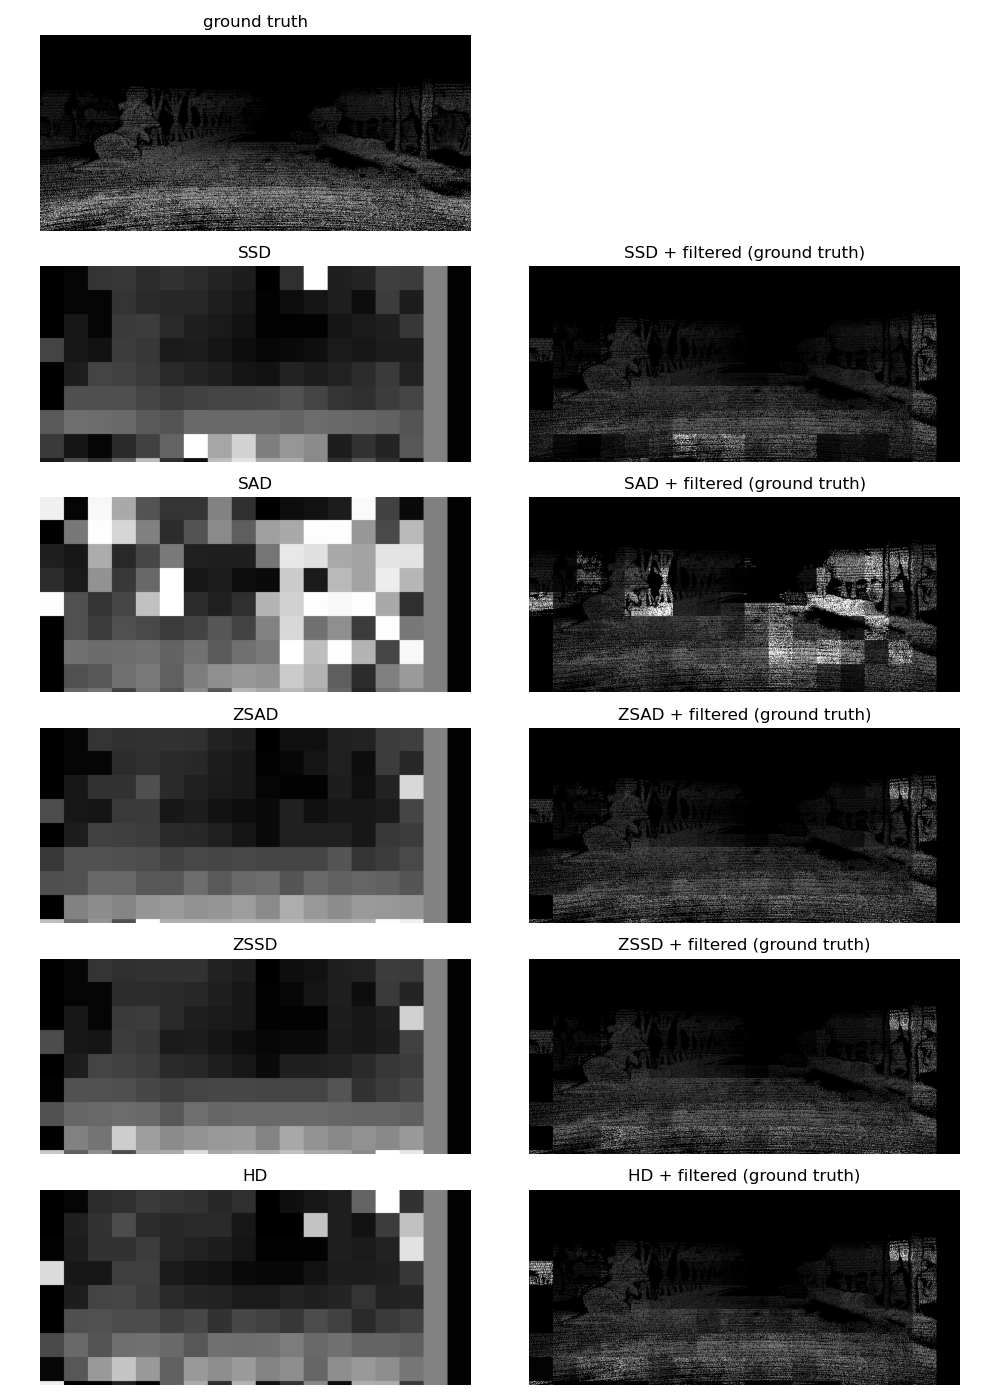 ground truth
SSD
SSD + filtered (ground truth)
SAD
SAD + filtered (ground truth)
ZSAD
ZSAD + filtered (ground truth)
ZSSD
ZSSD + filtered (ground truth)
HD
HD + filtered (ground truth)